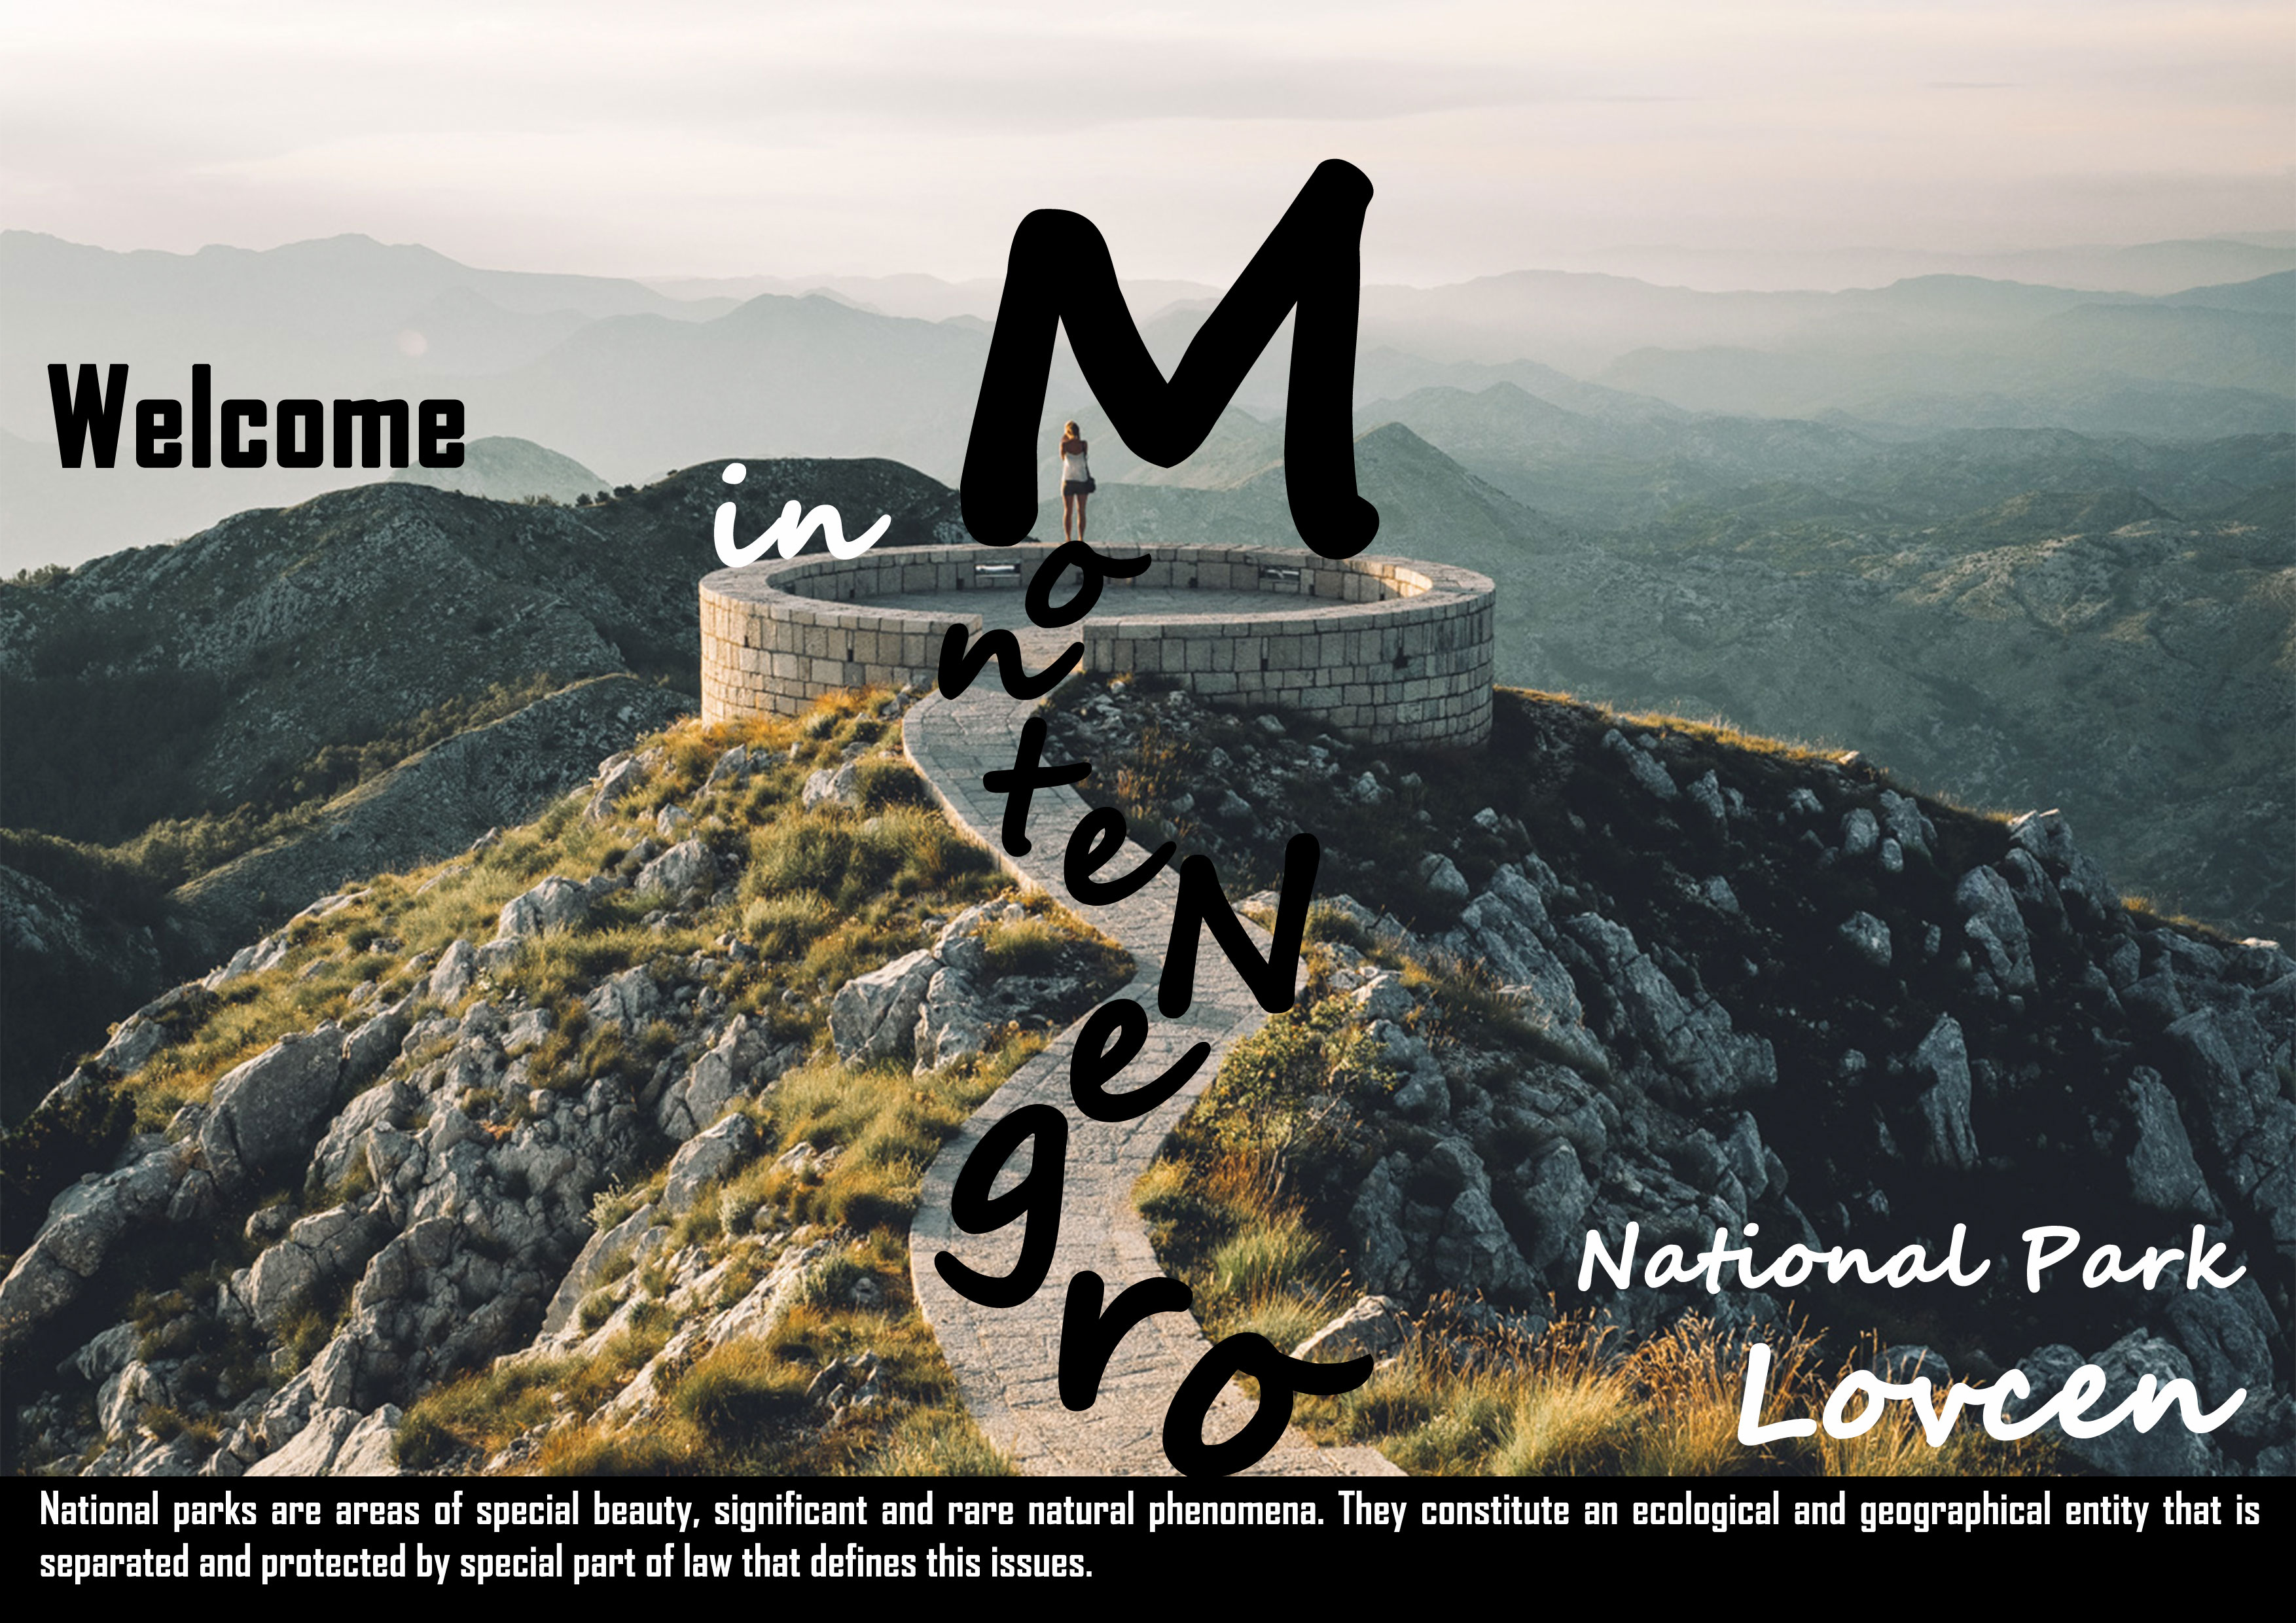 Welcome
in
MonteNegro
National Park
Lovcen
National parks are areas of special beauty, significant and rare natural phenomena. They constitute an ecological and geographical entity that is
separated and protected by special part of law that defines this issues.